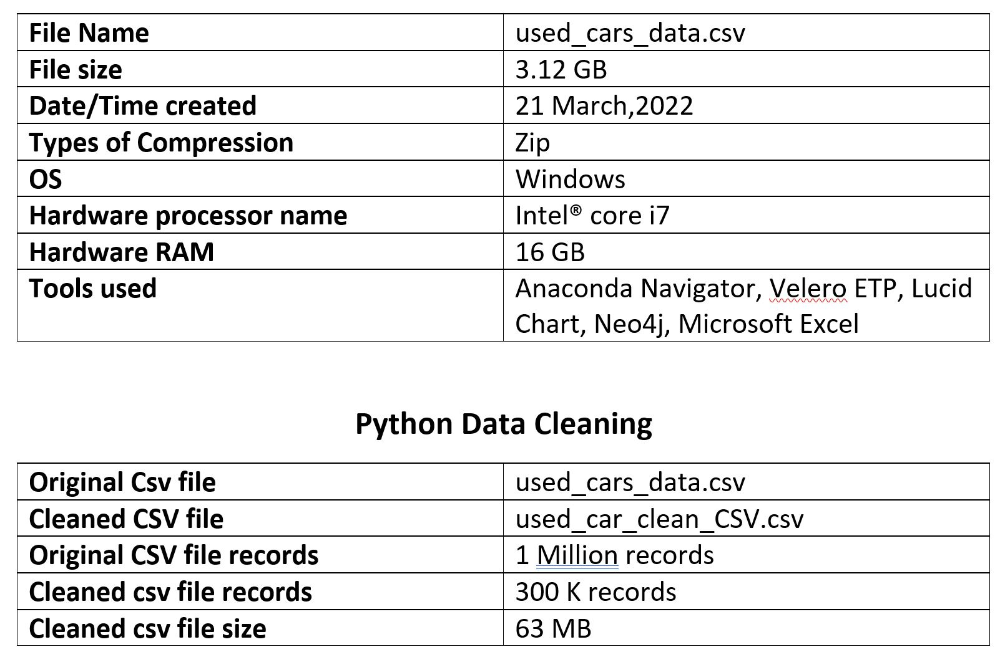 File Name used_cars_data.csv
File size 3.12 GB
Date/Time created 21 March,2022
Types of Compression Zip
OS Windows
Hardware processor name Intel® core i7
Hardware RAM 16 GB
Tools used Anaconda Navigator, Velero ETP, Lucid
Chart, Neo4j, Microsoft Excel
Python Data Cleaning
Original Csv file used_cars_data.csv
Cleaned CSV file used_car_clean_CSV.csv
Original CSV file records 1 Million records
Cleaned csv file records 300 K records
Cleaned csv file size 63 MB